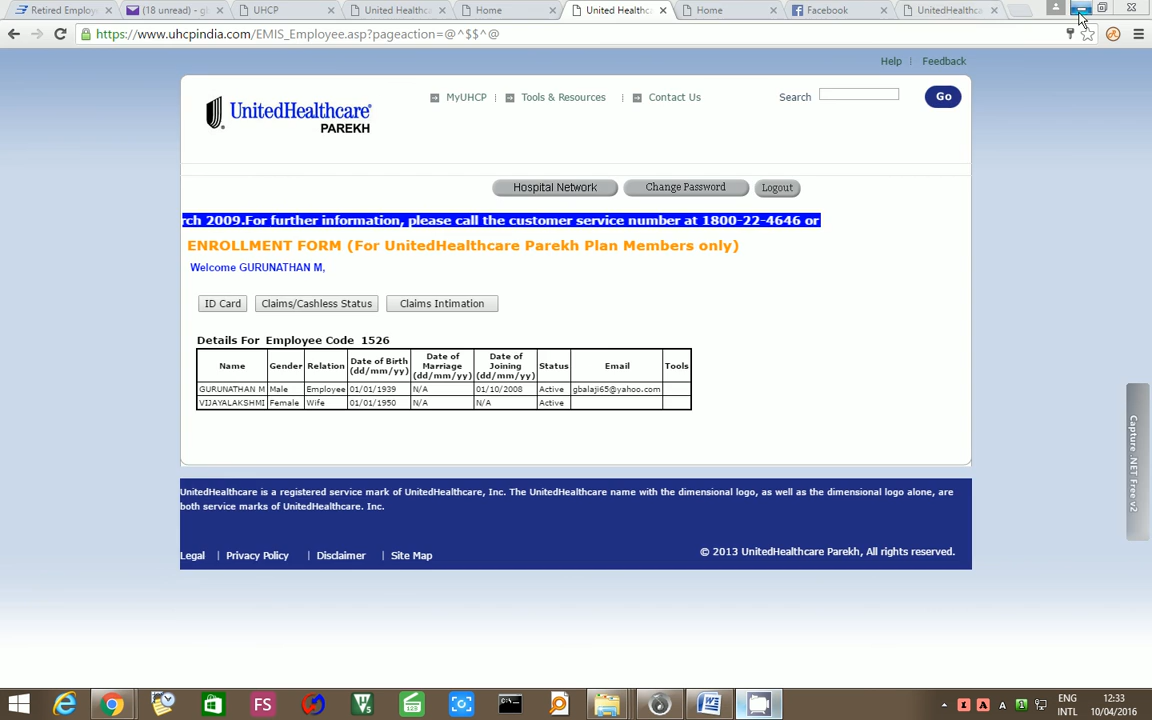 Retired Employ
(18 unread) - g
UHCP
United Healthc
Home
United Healthc
Home
Facebook
UnitedHealthca
https://www.uhcpindia.com/EMIS_Employee.asp?pageaction=@^$$^@
Help | Feedback
UnitedHealthcare®
PAREKH
MyUHCP | Tools & Resources | Contact Us
Search Go
Hospital Network Change Password Logout
rch 2009.For further information, please call the customer service number at 1800-22-4646 or
ENROLLMENT FORM (For UnitedHealthcare Parekh Plan Members only)
Welcome GURUNATHAN M,
ID Card Claims/Cashless Status Claims Intimation
Details For Employee Code 1526
Name Gender Relation Date of Birth (dd/mm/yy) Date of Marriage (dd/mm/yy) Date of Joining (dd/mm/yy) Status Email Tools
GURUNATHAN M Male Employee 01/01/1939 N/A 01/10/2008 Active gbalaji65@yahoo.com
VIJAYALAKSHMI Female Wife 01/01/1950 N/A N/A Active
Capture .NET Free v2
UnitedHealthcare is a registered service mark of UnitedHealthcare, Inc. The UnitedHealthcare name with the dimensional logo, as well as the dimensional logo alone, are
both service marks of UnitedHealthcare. Inc.
Legal | Privacy Policy | Disclaimer | Site Map
© 2013 UnitedHealthcare Parekh, All rights reserved.
FS
123
ENG 12:33
INTL 10/04/2016